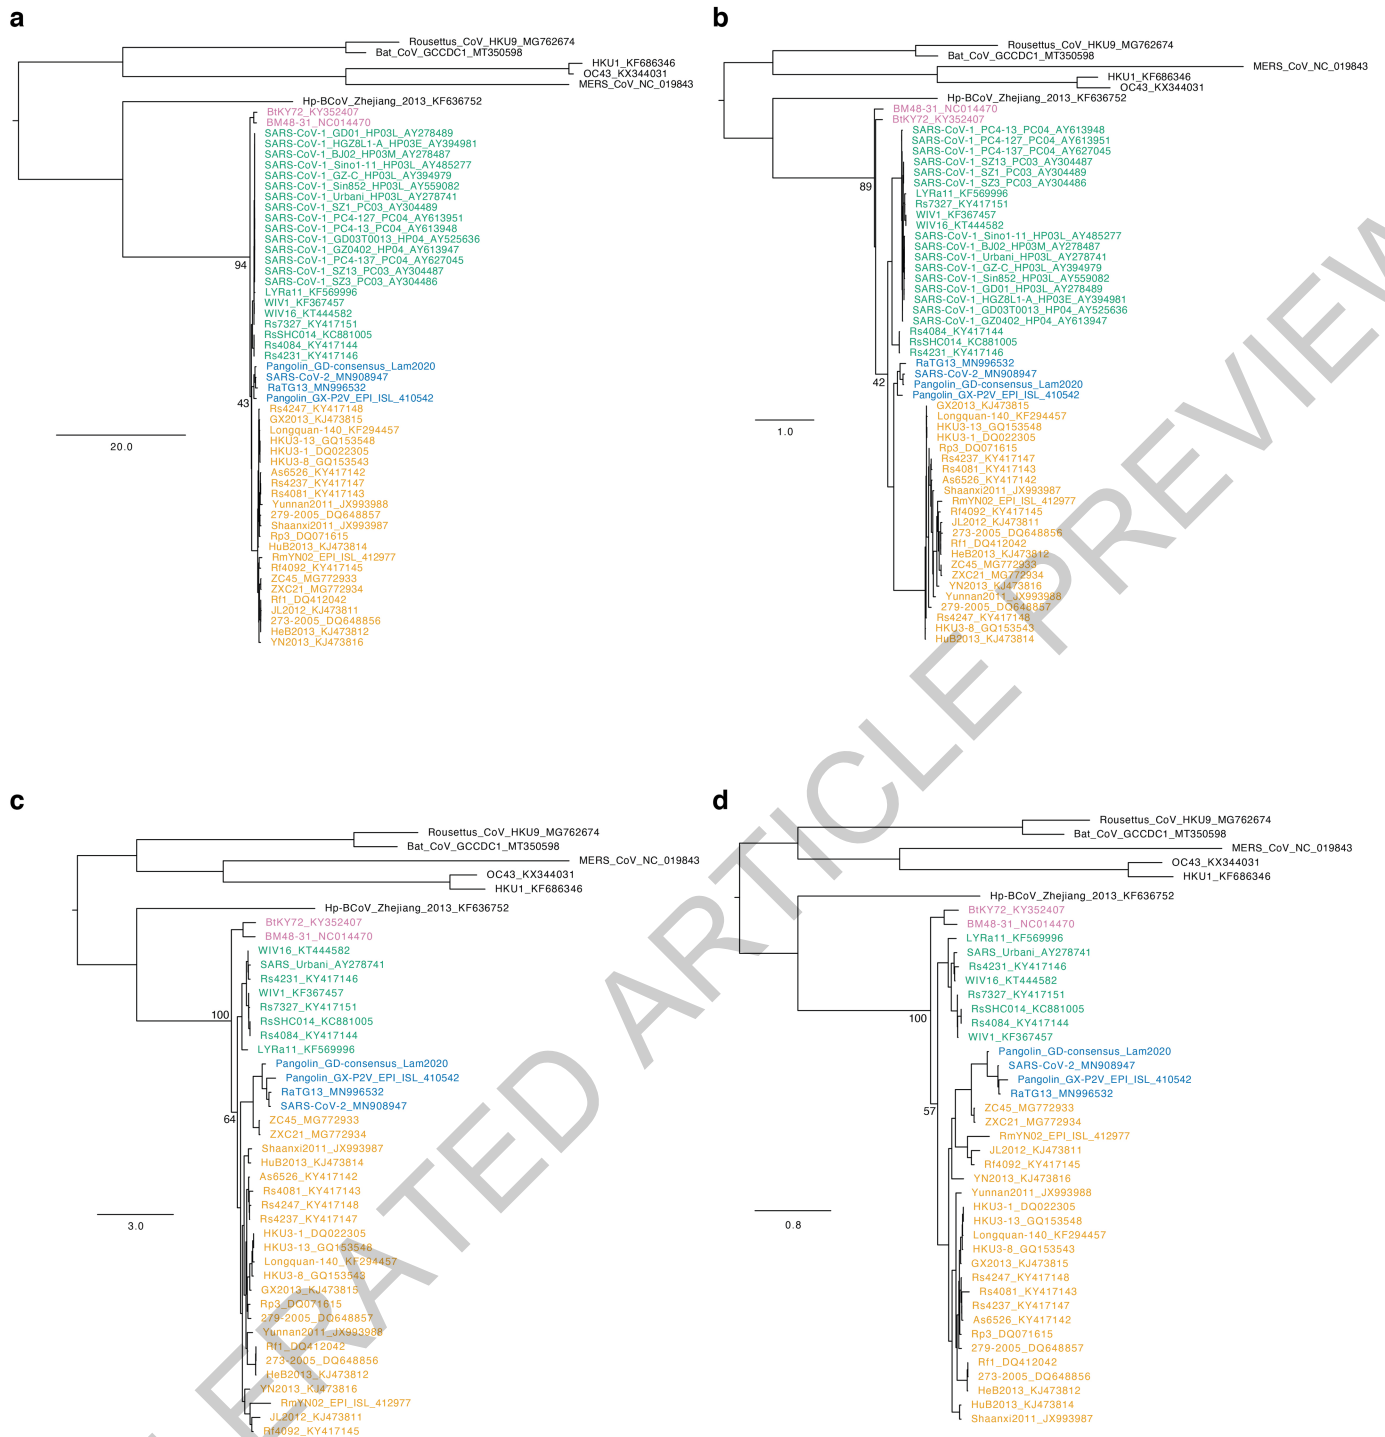 a
Rousettus_CoV_HKU9_MG762674
Bat_CoV_GCCDC1_MT350598
HKU1_KF686346
OC43_KX344031
MERS_CoV_NC_019843
Hp-BCoV_Zhejiang_2013_KF636752
BtKY72_KY352407
BM48-31_NC014470
SARS-CoV-1_GD01_HP03L_AY278489
SARS-CoV-1_HGZ8L1-A_HP03E_AY394981
SARS-CoV-1_BJ02_HP03M_AY278487
SARS-CoV-1_Sino1-11_HP03L_AY485277
SARS-CoV-1_GZ-C_HP03L_AY394979
SARS-CoV-1_Sin852_HP03L_AY559082
SARS-CoV-1_Urbani_HP03L_AY278741
SARS-CoV-1_SZ1_PC03_AY304489
SARS-CoV-1_PC4-127_PC04_AY613951
SARS-CoV-1_PC4-13_PC04_AY613948
SARS-CoV-1_GD03T0013_HP04_AY525636
SARS-CoV-1_GZ0402_HP04_AY613947
SARS-CoV-1_PC4-137_PC04_AY627045
94
SARS-CoV-1_SZ13_PC03_AY304487
SARS-CoV-1_SZ3_PC03_AY304486
LYRa11_KF569996
WIV1_KF367457
WIV16_KT444582
Rs7327_KY417151
RsSHC014_KC881005
Rs4084_KY417144
Rs4231_KY417146
Pangolin_GD-consensus_Lam2020
SARS-CoV-2_MN908947
RaTG13_MN996532
Pangolin_GX-P2V_EPI_ISL_410542
43
Rs4247_KY417148
GX2013_KJ473815
Longquan-140_KF294457
HKU3-13_GQ153548
HKU3-1_DQ022305
20.0
HKU3-8_GQ153543
As6526_KY417142
Rs4237_KY417147
Rs4081_KY417143
Yunnan2011_JX993988
279-2005_DQ648857
Shaanxi2011_JX993987
Rp3_DQ071615
HuB2013_KJ473814
RmYN02_EPI_ISL_412977
Rf4092_KY417145
ZC45_MG772933
ZXC21_MG772934
Rf1_DQ412042
JL2012_KJ473811
273-2005_DQ648856
HeB2013_KJ473812
YN2013_KJ473816
b
Rousettus_CoV_HKU9_MG762674
Bat_CoV_GCCDC1_MT350598
MERS_CoV_NC_019843
HKU1_KF686346
OC43_KX344031
Hp-BCoV_Zhejiang_2013_KF636752
BM48-31_NC014470
BtKY72_KY352407
SARS-CoV-1_PC4-13_PC04_AY613948
SARS-CoV-1_PC4-127_PC04_AY613951
SARS-CoV-1_PC4-137_PC04_AY627045
SARS-CoV-1_SZ13_PC03_AY304487
SARS-CoV-1_SZ1_PC03_AY304489
SARS-CoV-1_SZ3_PC03_AY304486
89
LYRa11_KF569996
Rs7327_KY417151
WIV1_KF367457
WIV16_KT444582
SARS-CoV-1_Sino1-11_HP03L_AY485277
SARS-CoV-1_BJ02_HP03M_AY278487
SARS-CoV-1_Urbani_HP03L_AY278741
SARS-CoV-1_GZ-C_HP03L_AY394979
SARS-CoV-1_Sin852_HP03L_AY559082
SARS-CoV-1_GD01_HP03L_AY278489
SARS-CoV-1_HGZ8L1-A_HP03E_AY394981
SARS-CoV-1_GD03T0013_HP04_AY525636
SARS-CoV-1_GZ0402_HP04_AY613947
Rs4084_KY417144
RsSHC014_KC881005
Rs4231_KY417146
RaTG13_MN996532
SARS-CoV-2_MN908947
42
Pangolin_GD-consensus_Lam2020
Pangolin_GX-P2V_EPI_ISL_410542
GX2013_KJ473815
Longquan-140_KF294457
HKU3-13_GQ153548
1.0
HKU3-1_DQ022305
Rp3_DQ071615
Rs4237_KY417147
Rs4081_KY417143
As6526_KY417142
Shaanxi2011_JX993987
RmYN02_EPI_ISL_412977
Rf4092_KY417145
JL2012_KJ473811
273-2005_DQ648856
Rf1_DQ412042
HeB2013_KJ473812
ZC45_MG772933
ZXC21_MG772934
YN2013_KJ473816
Yunnan2011_JX993988
279-2005_DQ648857
Rs4247_KY417148
HKU3-8_GQ153543
HuB2013_KJ473814
c
Rousettus_CoV_HKU9_MG762674
Bat_CoV_GCCDC1_MT350598
MERS_CoV_NC_019843
OC43_KX344031
HKU1_KF686346
Hp-BCoV_Zhejiang_2013_KF636752
BtKY72_KY352407
BM48-31_NC014470
WIV16_KT444582
SARS_Urbani_AY278741
Rs4231_KY417146
WIV1_KF367457
Rs7327_KY417151
100
RsSHC014_KC881005
Rs4084_KY417144
LYRa11_KF569996
Pangolin_GD-consensus_Lam2020
Pangolin_GX-P2V_EPI_ISL_410542
RaTG13_MN996532
SARS-CoV-2_MN908947
64
ZC45_MG772933
ZXC21_MG772934
Shaanxi2011_JX993987
HuB2013_KJ473814
As6526_KY417142
Rs4081_KY417143
Rs4247_KY417148
Rs4237_KY417147
3.0
HKU3-1_DQ022305
HKU3-13_GQ153548
Longquan-140_KF294457
HKU3-8_GQ153543
GX2013_KJ473815
Rp3_DQ071615
279-2005_DQ648857
Yunnan2011_JX993988
Rf1_DQ412042
273-2005_DQ648856
HeB2013_KJ473812
YN2013_KJ473816
RmYN02_EPI_ISL_412977
JL2012_KJ473811
Rf4092_KY417145
d
Rousettus_CoV_HKU9_MG762674
Bat_CoV_GCCDC1_MT350598
MERS_CoV_NC_019843
OC43_KX344031
HKU1_KF686346
Hp-BCoV_Zhejiang_2013_KF636752
BtKY72_KY352407
BM48-31_NC014470
LYRa11_KF569996
SARS_Urbani_AY278741
Rs4231_KY417146
WIV16_KT444582
Rs7327_KY417151
RsSHC014_KC881005
100
Rs4084_KY417144
WIV1_KF367457
Pangolin_GD-consensus_Lam2020
SARS-CoV-2_MN908947
Pangolin_GX-P2V_EPI_ISL_410542
RaTG13_MN996532
57
ZC45_MG772933
ZXC21_MG772934
RmYN02_EPI_ISL_412977
JL2012_KJ473811
Rf4092_KY417145
YN2013_KJ473816
Yunnan2011_JX993988
HKU3-1_DQ022305
HKU3-13_GQ153548
0.8
Longquan-140_KF294457
HKU3-8_GQ153543
GX2013_KJ473815
Rs4247_KY417148
Rs4081_KY417143
Rs4237_KY417147
As6526_KY417142
Rp3_DQ071615
279-2005_DQ648857
Rf1_DQ412042
273-2005_DQ648856
HeB2013_KJ473812
HuB2013_KJ473814
Shaanxi2011_JX993987
ERATED ARTICLE PREVIEW